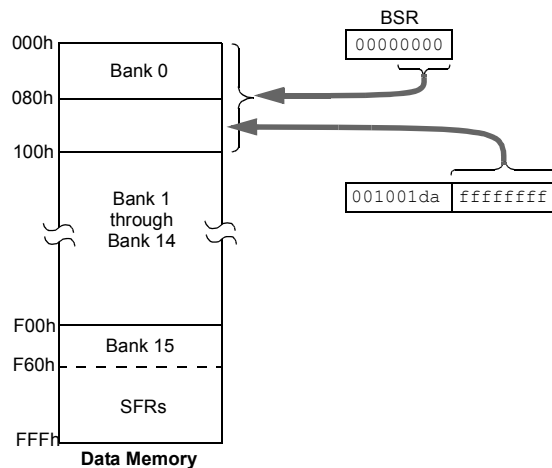 BSR
000h
00000000
Bank 0
080h
100h
001001da ffffffff
Bank 1
through
Bank 14
F00h
Bank 15
F60h
SFRs
FFFh
Data Memory